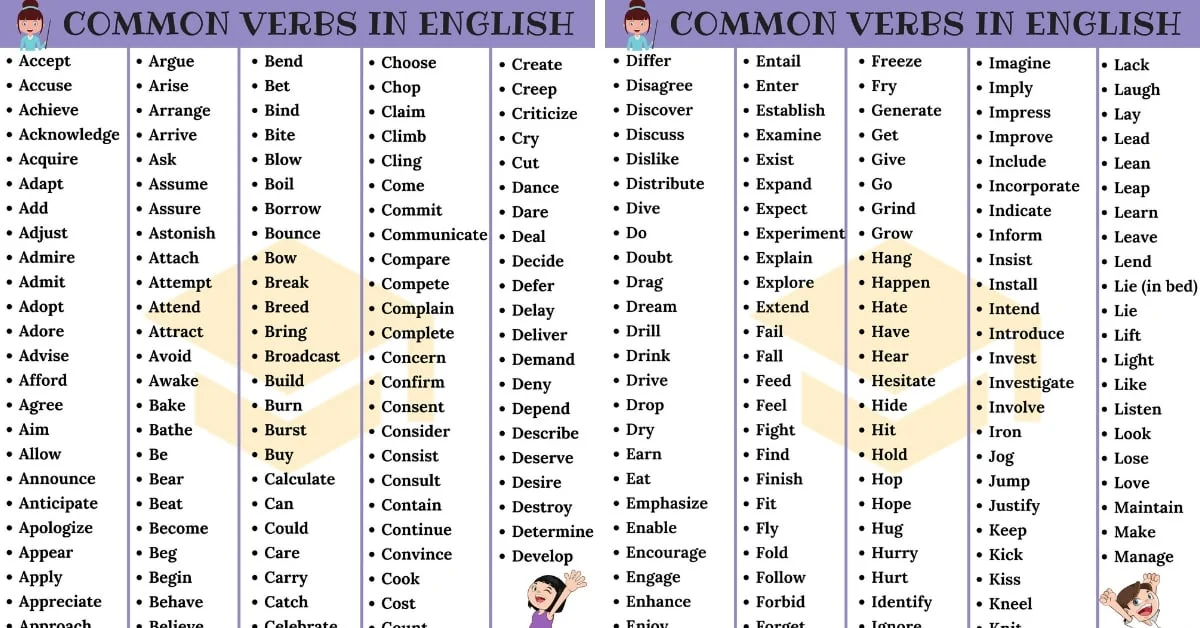 COMMON VERBS IN ENGLISH
• Accept
• Accuse
• Achieve
• Acknowledge
• Acquire
• Adapt
• Add
• Adjust
• Admire
• Admit
• Adopt
• Adore
• Advise
• Afford
• Agree
• Aim
• Allow
• Announce
• Anticipate
• Apologize
• Appear
• Apply
• Appreciate
• Approach
• Argue
• Arise
• Arrange
• Arrive
• Ask
• Assume
• Assure
• Astonish
• Attach
• Attempt
• Attend
• Attract
• Avoid
• Awake
• Bake
• Bathe
• Be
• Bear
• Beat
• Become
• Beg
• Begin
• Behave
• Believe
• Bend
• Bet
• Bind
• Bite
• Blow
• Boil
• Borrow
• Bounce
• Bow
• Break
• Breed
• Bring
• Broadcast
• Build
• Burn
• Burst
• Buy
• Calculate
• Can
• Could
• Care
• Carry
• Catch
• Celebrate
• Choose
• Chop
• Claim
• Climb
• Cling
• Come
• Commit
• Communicate
• Compare
• Compete
• Complain
• Complete
• Concern
• Confirm
• Consent
• Consider
• Consist
• Consult
• Contain
• Continue
• Convince
• Cook
• Cost
• Count
• Create
• Creep
• Criticize
• Cry
• Cut
• Dance
• Dare
• Deal
• Decide
• Defer
• Delay
• Deliver
• Demand
• Deny
• Depend
• Describe
• Deserve
• Desire
• Destroy
• Determine
• Develop
COMMON VERBS IN ENGLISH
• Differ
• Disagree
• Discover
• Discuss
• Dislike
• Distribute
• Dive
• Do
• Doubt
• Drag
• Dream
• Drill
• Drink
• Drive
• Drop
• Dry
• Earn
• Eat
• Emphasize
• Enable
• Encourage
• Engage
• Enhance
• Enjoy
• Entail
• Enter
• Establish
• Examine
• Exist
• Expand
• Expect
• Experiment
• Explain
• Explore
• Extend
• Fail
• Fall
• Feed
• Feel
• Fight
• Find
• Finish
• Fit
• Fly
• Fold
• Follow
• Forbid
• Forget
• Freeze
• Fry
• Generate
• Get
• Give
• Go
• Grind
• Grow
• Hang
• Happen
• Hate
• Have
• Hear
• Hesitate
• Hide
• Hit
• Hold
• Hop
• Hope
• Hug
• Hurry
• Hurt
• Identify
• Ignore
• Imagine
• Imply
• Impress
• Improve
• Include
• Incorporate
• Indicate
• Inform
• Insist
• Install
• Intend
• Introduce
• Invest
• Investigate
• Involve
• Iron
• Jog
• Jump
• Justify
• Keep
• Kick
• Kiss
• Kneel
• Knit
• Lack
• Laugh
• Lay
• Lead
• Lean
• Leap
• Learn
• Leave
• Lend
• Lie (in bed)
• Lie
• Lift
• Light
• Like
• Listen
• Look
• Lose
• Love
• Maintain
• Make
• Manage